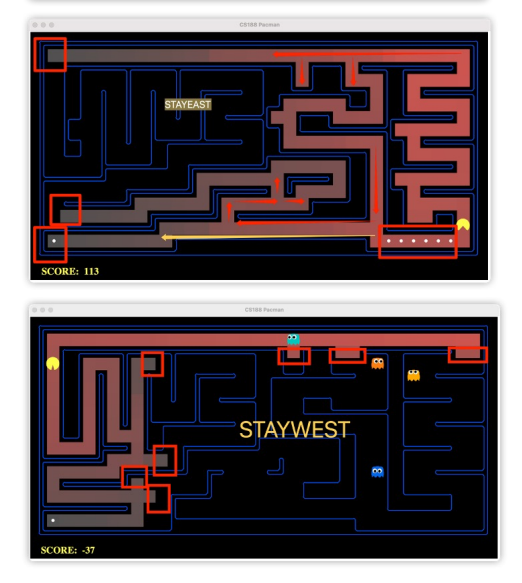 CS188 Pacman
STAYEAST
SCORE: 113
CS188 Pacman
STAYWEST
SCORE: -37